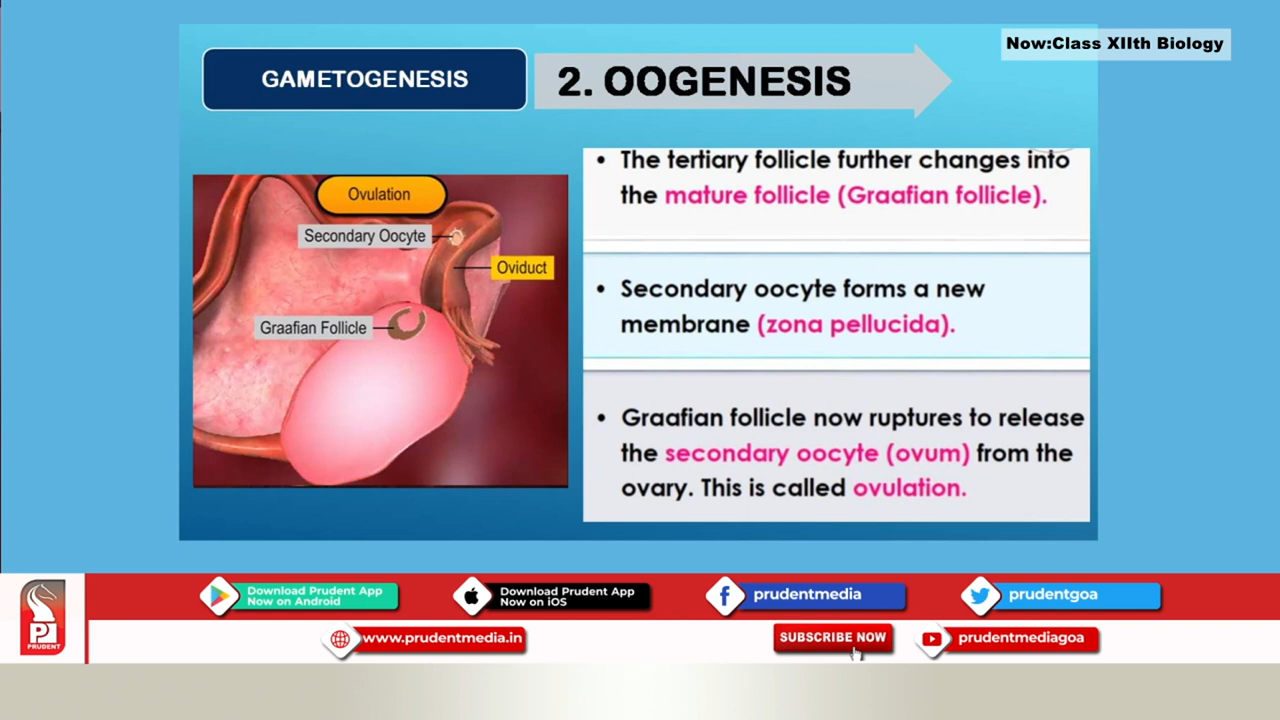 Now:Class XIIth Biology
GAMETOGENESIS
2. OOGENESIS
Ovulation
Secondary Oocyte
Oviduct
Graafian Follicle
• The tertiary follicle further changes into
the mature follicle (Graafian follicle).
• Secondary oocyte forms a new
membrane (zona pellucida).
• Graafian follicle now ruptures to release
the secondary oocyte (ovum) from the
ovary. This is called ovulation.
Download Prudent App
Now on Android
Download Prudent App
Now on iOS
prudentmedia
prudentgoa
PRUDENT
www.prudentmedia.in
SUBSCRIBE NOW
prudentmediagoa